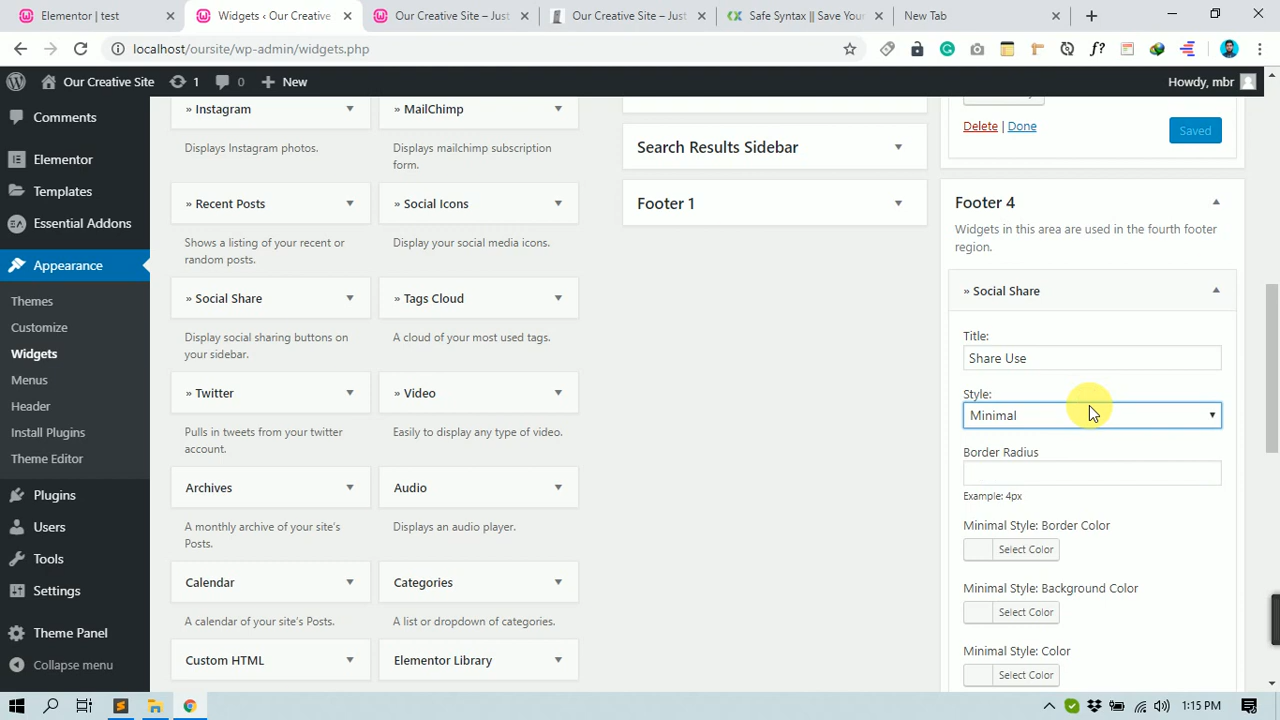 Elementor | test
Widgets ‹ Our Creative
Our Creative Site – Just
Our Creative Site – Just
Safe Syntax || Save Your
New Tab
localhost/oursite/wp-admin/widgets.php
Our Creative Site
1
0
New
Howdy, mbr
Comments
Elementor
Templates
Essential Addons
Appearance
Themes
Customize
Widgets
Menus
Header
Install Plugins
Theme Editor
Plugins
Users
Tools
Settings
Theme Panel
Collapse menu
» Instagram
Displays Instagram photos.
» MailChimp
Displays mailchimp subscription
form.
» Recent Posts
Shows a listing of your recent or
random posts.
» Social Icons
Display your social media icons.
» Social Share
Display social sharing buttons on
your sidebar.
» Tags Cloud
A cloud of your most used tags.
» Twitter
Pulls in tweets from your twitter
account.
» Video
Easily to display any type of video.
Archives
A monthly archive of your site's
Posts.
Audio
Displays an audio player.
Calendar
A calendar of your site's Posts.
Categories
A list or dropdown of categories.
Custom HTML
Elementor Library
Search Results Sidebar
Footer 1
Delete | Done
Saved
Footer 4
Widgets in this area are used in the fourth footer
region.
» Social Share
Title:
Share Use
Style:
Minimal
Border Radius
Example: 4px
Minimal Style: Border Color
Select Color
Minimal Style: Background Color
Select Color
Minimal Style: Color
Select Color
1:15 PM